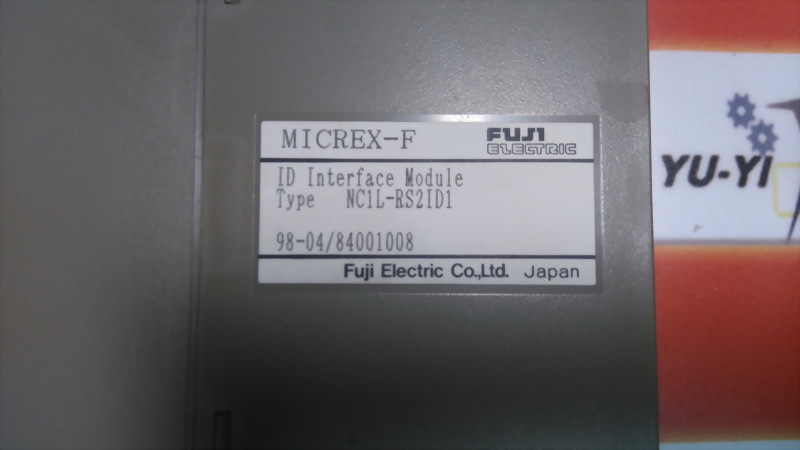 MICREX-F
FUJI
ELECTRIC
ID Interface Module
Type NC1L-RS2ID1
98-04/84001008
Fuji Electric Co.,Ltd. Japan
YU-YI